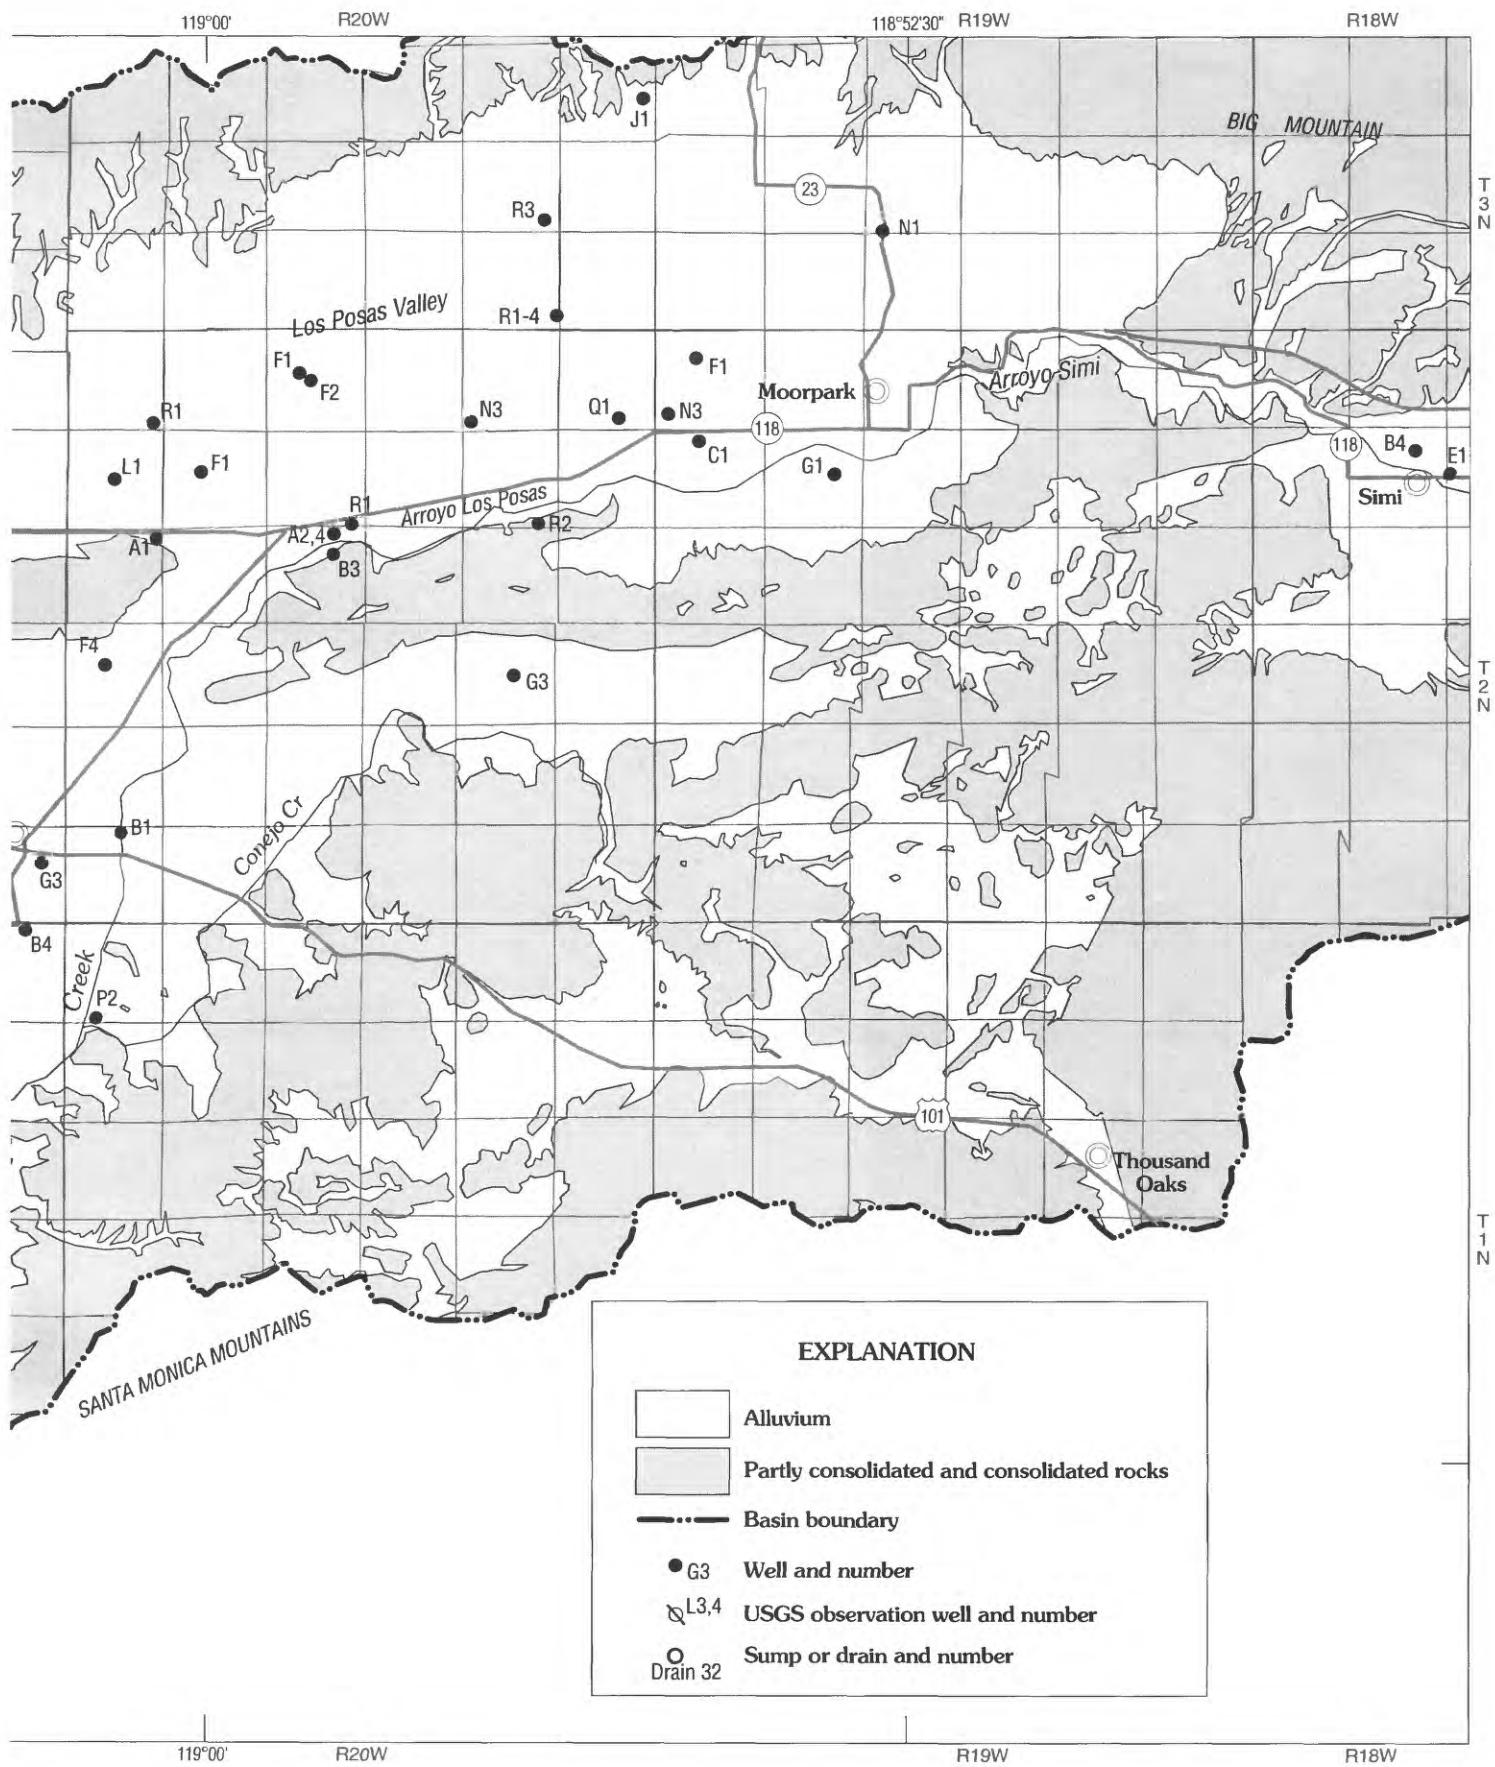 119°00' R20W 118°52'30" R19W R18W
J1
BIG MOUNTAIN
T
3
N
23
R3
N1
Los Posas Valley
R1-4
F1
F2
F1
Moorpark
Arroyo Simi
R1
N3
Q1
N3
118
C1
118
B4
E1
L1
F1
G1
Simi
R1
Arroyo Los Posas
A2,4
R2
A1
B3
F4
G3
T
2
N
B1
Conejo Cr
G3
B4
Creek
P2
101
Thousand
Oaks
T
1
N
SANTA MONICA MOUNTAINS
EXPLANATION
Alluvium
Partly consolidated and consolidated rocks
Basin boundary
G3 Well and number
L3,4 USGS observation well and number
Drain 32 Sump or drain and number
119°00' R20W R19W R18W